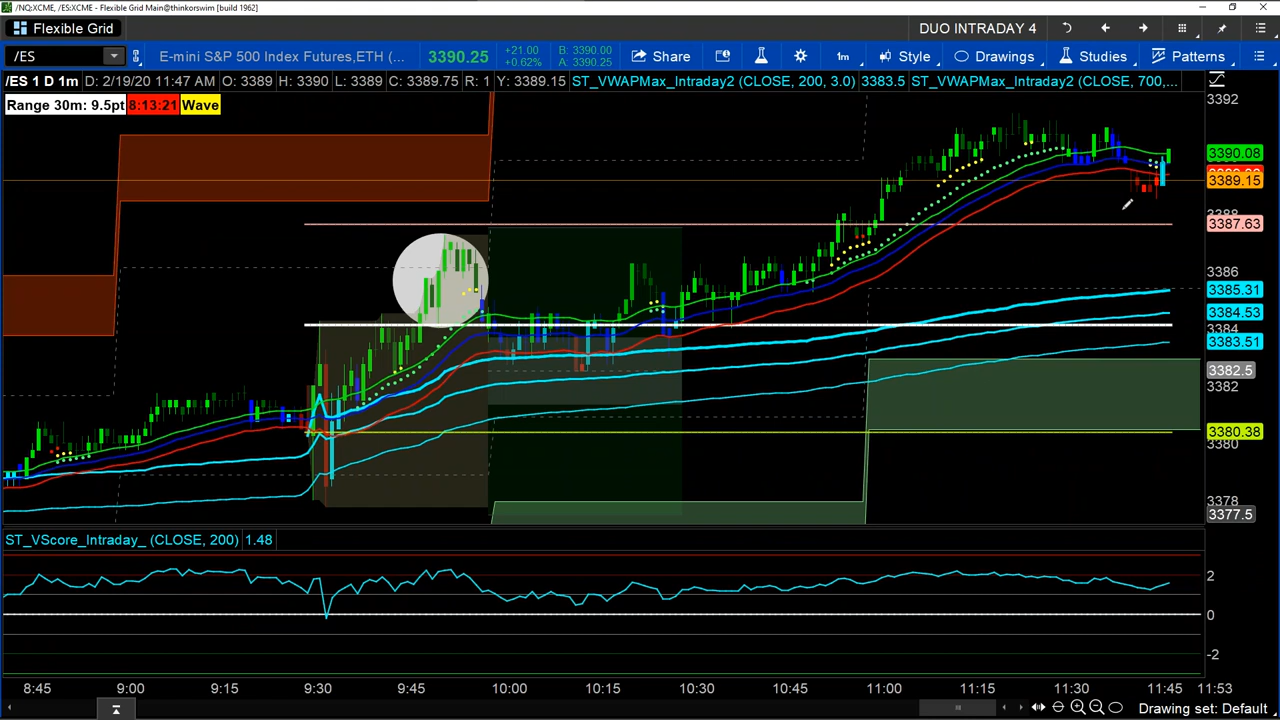 /NQ:XCME, /ES:XCME - Flexible Grid Main@thinkorswim [build 1962]
Flexible Grid DUO INTRADAY 4
/ES E-mini S&P 500 Index Futures,ETH (... 3390.25 +21.00 +0.62% B: 3390.00 A: 3390.25 Share 1m Style Drawings Studies Patterns
/ES 1 D 1m D: 2/19/20 11:47 AM O: 3389 H: 3390 L: 3389 C: 3389.75 R: 1 Y: 3389.15 ST_VWAPMax_Intraday2 (CLOSE, 200, 3.0) 3383.5 ST_VWAPMax_Intraday2 (CLOSE, 700,...
Range 30m: 9.5pt 8:13:21 Wave
3392
3390.08
3389.15
3387.63
3386
3385.31
3384.53
3384
3383.51
3382.5
3382
3380.38
3380
3378
3377.5
ST_VScore_Intraday_ (CLOSE, 200) 1.48
2
0
-2
8:45 9:00 9:15 9:30 9:45 10:00 10:15 10:30 10:45 11:00 11:15 11:30 11:45 11:53
Drawing set: Default